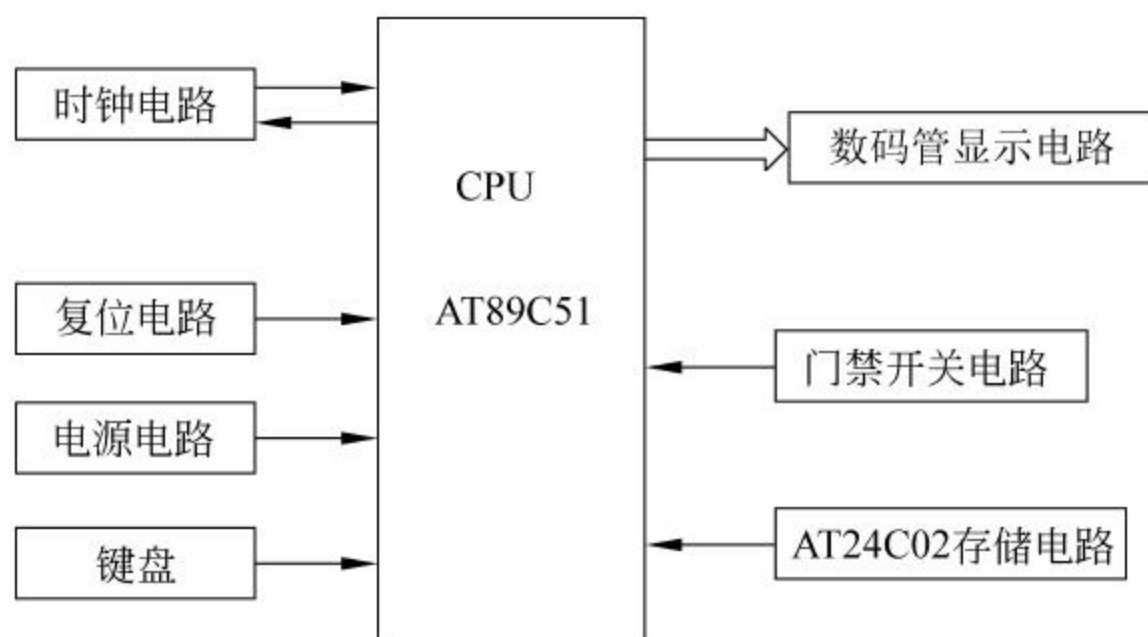 时钟电路
复位电路
电源电路
键盘
CPU
AT89C51
数码管显示电路
门禁开关电路
AT24C02存储电路